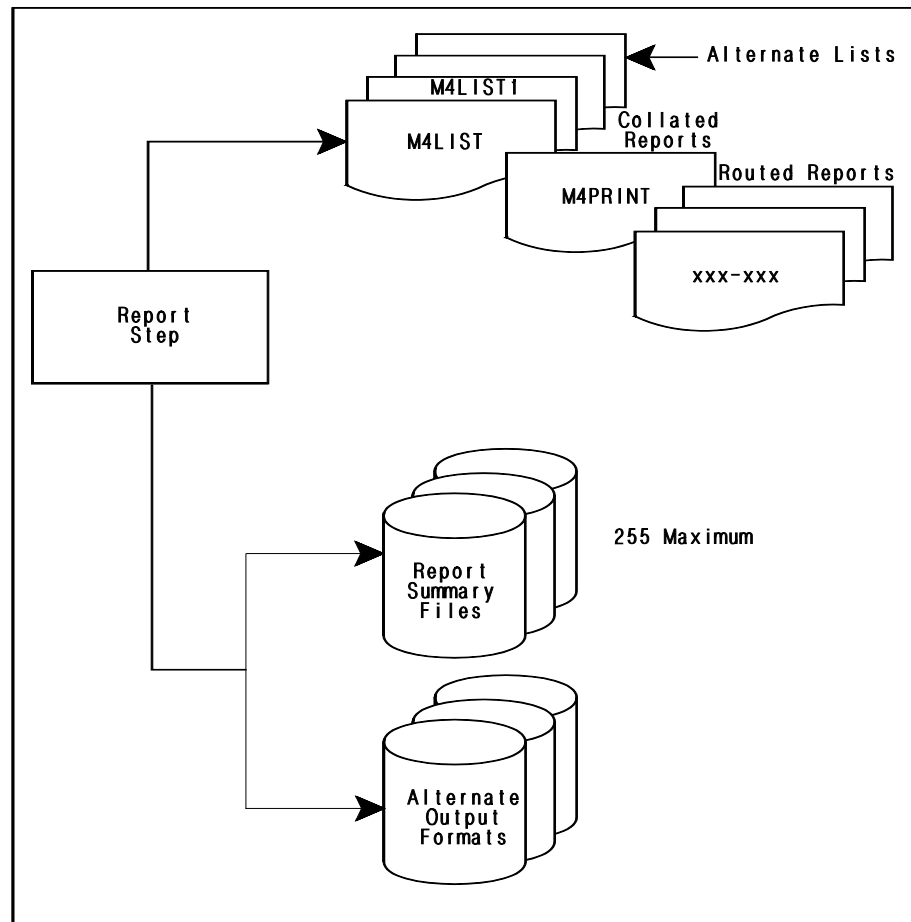 Alternate Lists
M4LIST1
Collated
Reports
M4LIST
Routed Reports
M4PRINT
xxx-xxx
Report
Step
255 Maximum
Report
Summary
Files
Alternate
Output
Formats